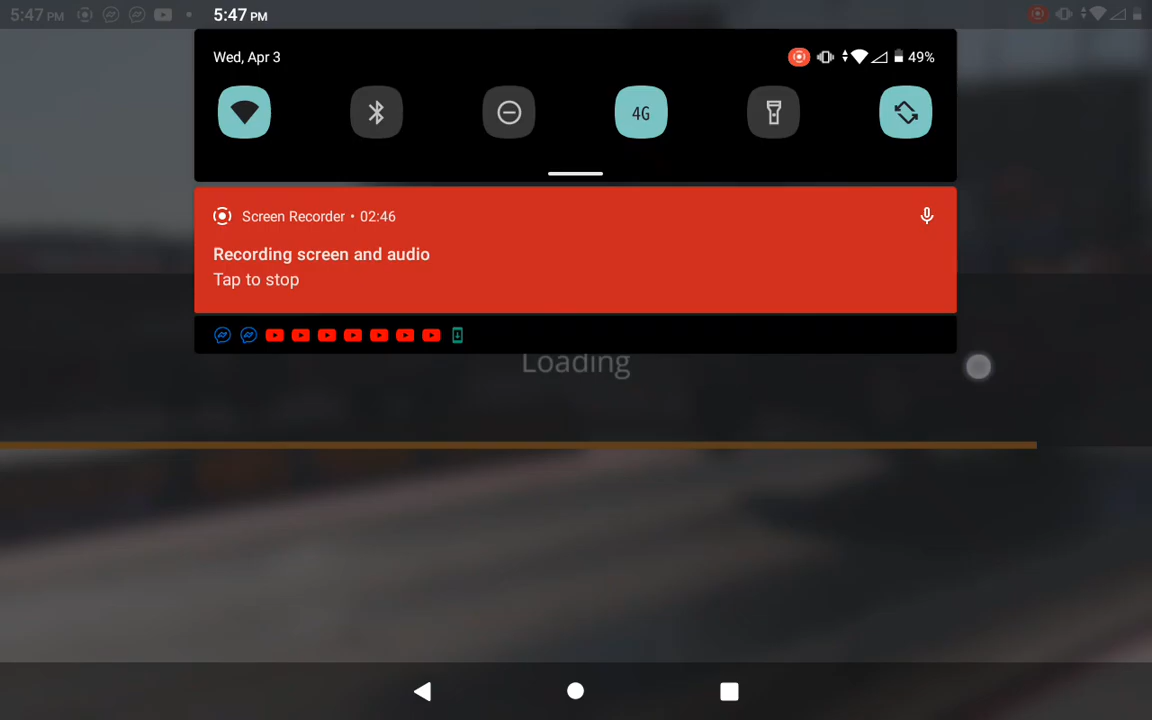 5:47 PM
5:47 PM
Wed, Apr 3
49%
4G
Screen Recorder • 02:46
Recording screen and audio
Tap to stop
Loading